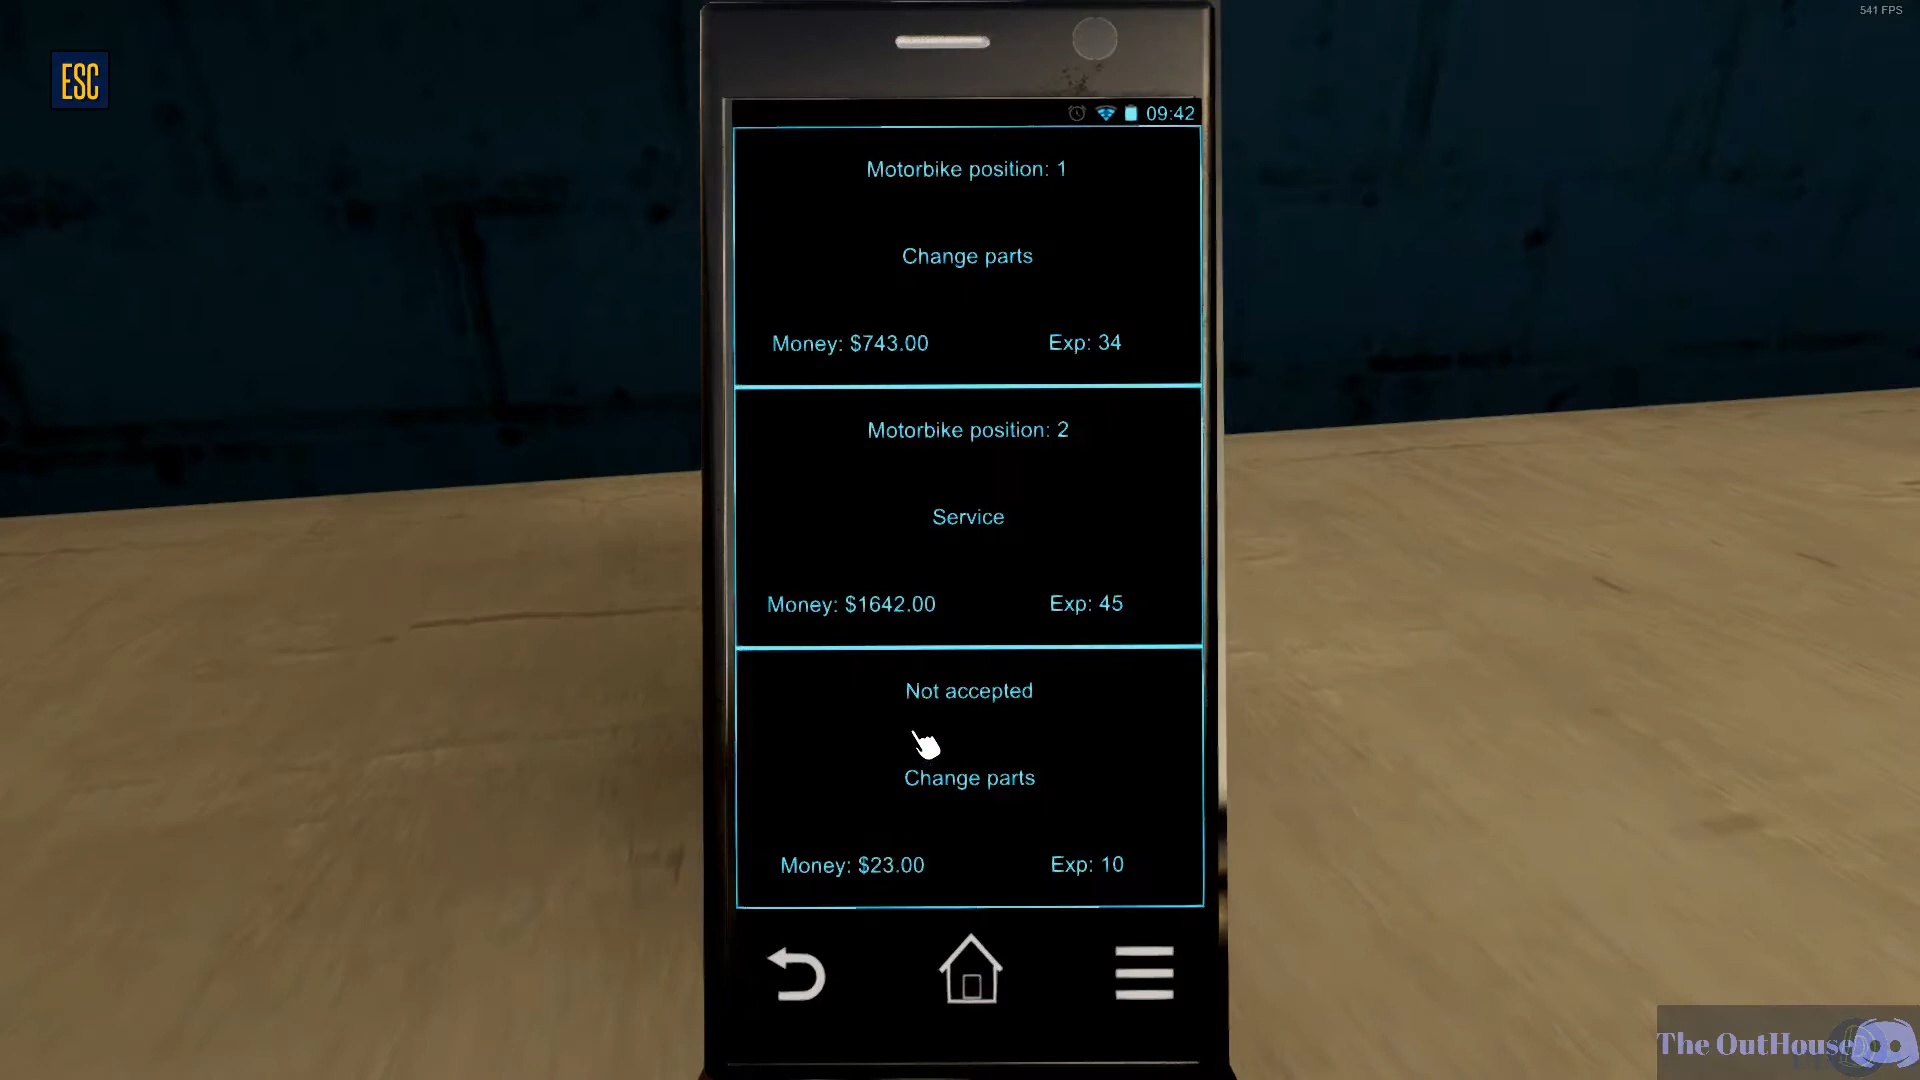 541 FPS
ESC
09:42
Motorbike position: 1
Change parts
Money: $743.00 Exp: 34
Motorbike position: 2
Service
Money: $1642.00 Exp: 45
Not accepted
Change parts
Money: $23.00 Exp: 10
The OutHouse